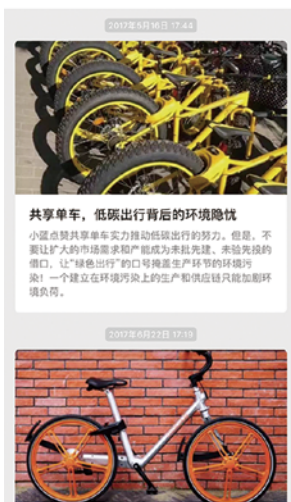 2017年5月16日 17:44
共享单车，低碳出行背后的环境隐忧
小蓝点赞共享单车实力推动低碳出行的努力。但是，不
要让扩大的市场需求和产能成为未批先建、未验先投的
借口，让“绿色出行”的口号掩盖生产环节的环境污
染！一个建立在环境污染上的生产和供应链只能加剧环
境负荷。
2017年6月22日 17:19